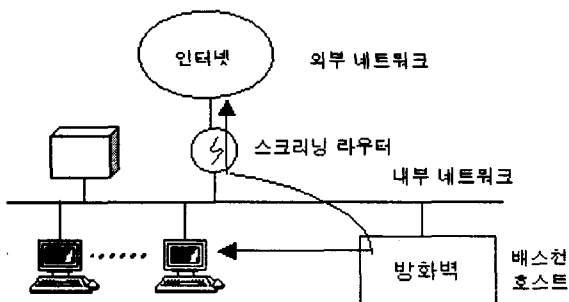 인터넷
외부 네트워크
스크리닝 라우터
내부 네트워크
방화벽
배스천
호스트